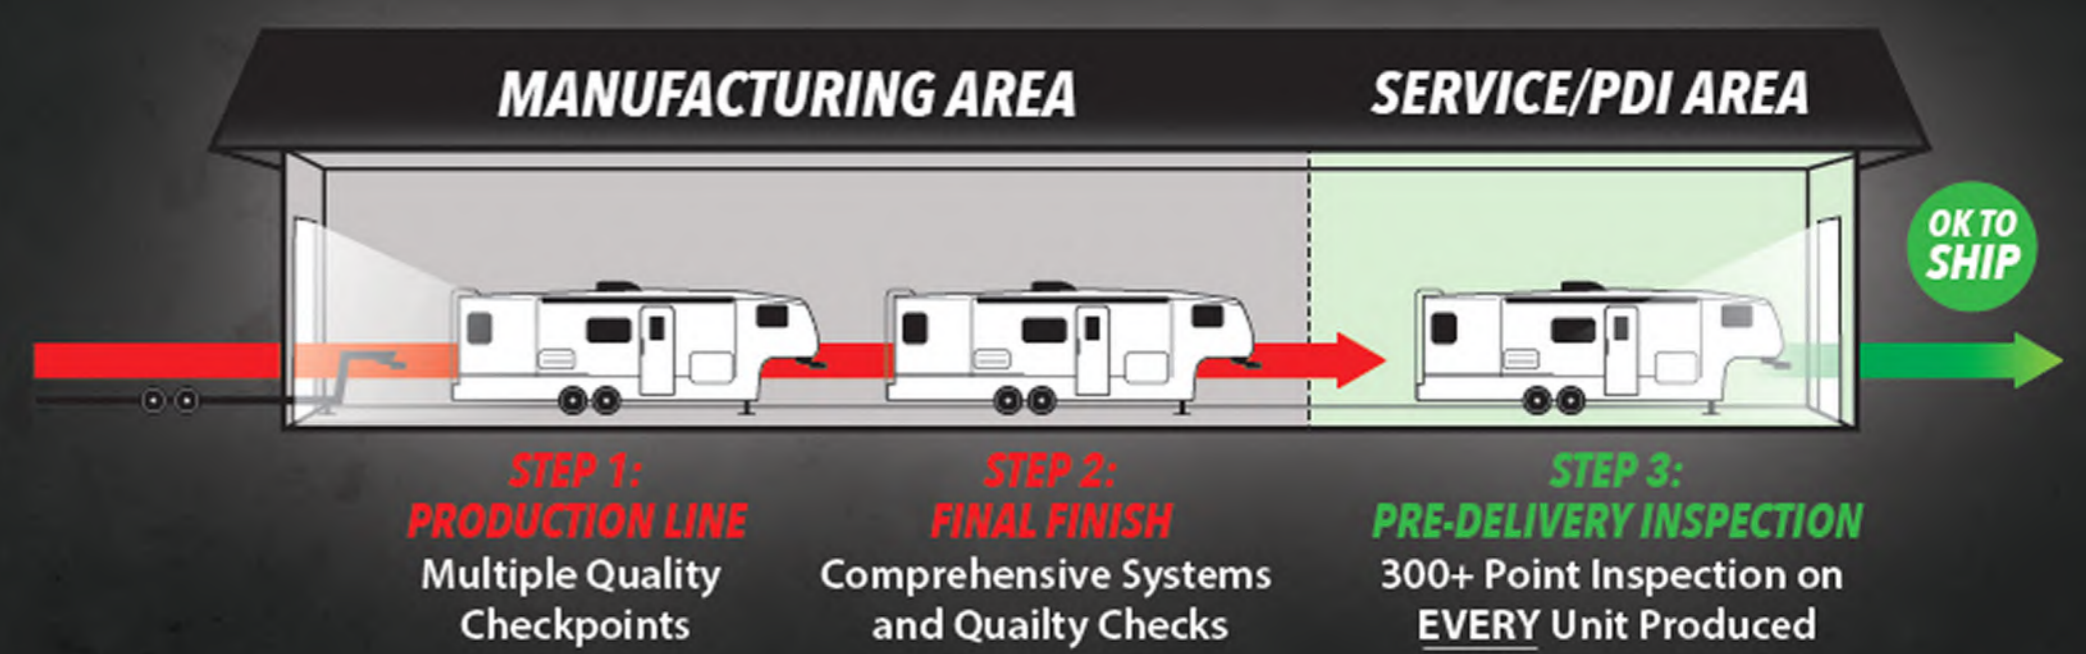 MANUFACTURING AREA
SERVICE/PDI AREA
OK TO
SHIP
STEP 1:
PRODUCTION LINE
Multiple Quality
Checkpoints
STEP 2:
FINAL FINISH
Comprehensive Systems
and Quailty Checks
STEP 3:
PRE-DELIVERY INSPECTION
300+ Point Inspection on
EVERY Unit Produced